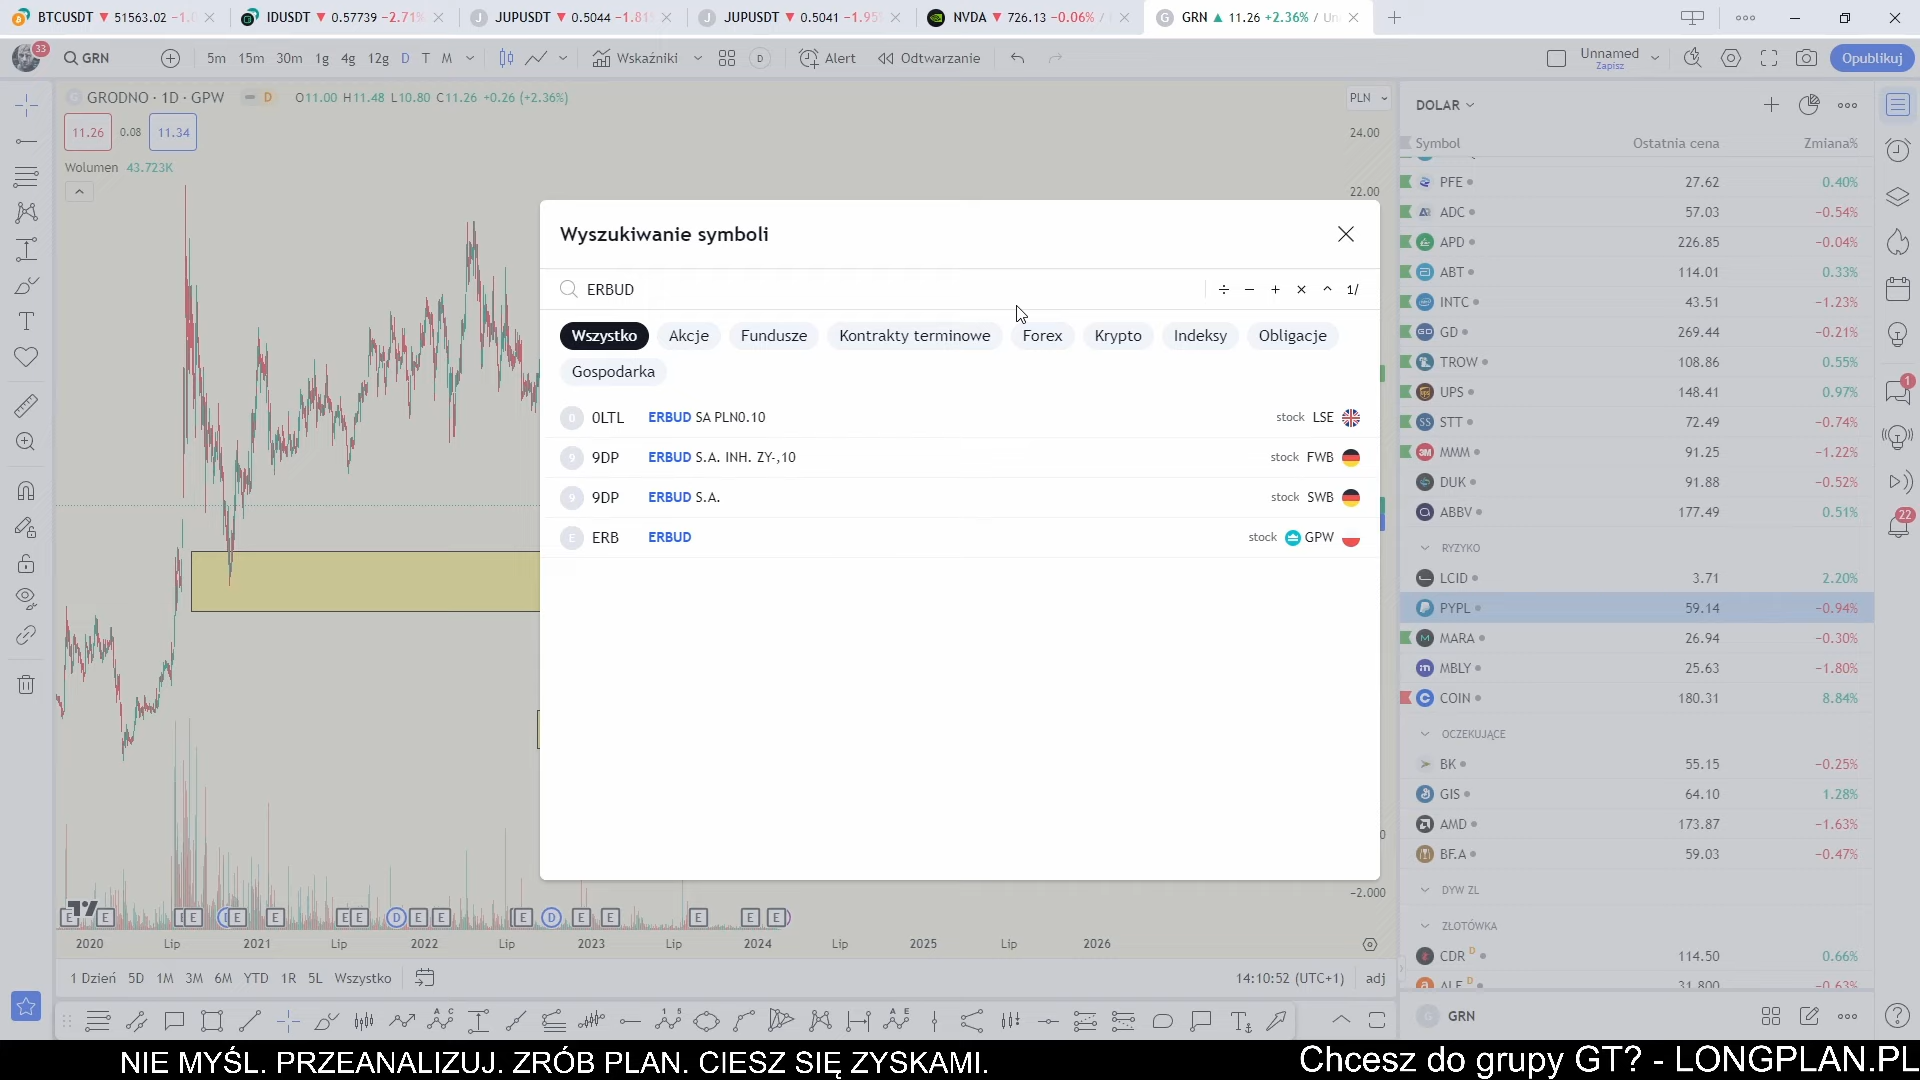 BTCUSDT ▼ 51563.02
IDUSDT ▼ 0.57739 −2.71%
JUPUSDT ▼ 0.5044 −1.81
JUPUSDT ▼ 0.5041 −1.95
NVDA ▼ 726.13 −0.06% /
GRN ▲ 11.26 +2.36% /
33
GRN
5m 15m 30m 1g 4g 12g D T M
Wskaźniki
D
Alert
Odtwarzanie
Unnamed
Zapisz
Opublikuj
GRODNO · 1D · GPW
D
O11.00 H11.48 L10.80 C11.26 +0.26 (+2.36%)
PLN
11.26 0.08 11.34
Wolumen 43.723K
24.00
22.00
Wyszukiwanie symboli
ERBUD
÷ − + × ^ 1/
Wszystko Akcje Fundusze Kontrakty terminowe Forex Krypto Indeksy Obligacje
Gospodarka
0 0LTL ERBUD SA PLN0.10 stock LSE
9 9DP ERBUD S.A. INH. ZY-,10 stock FWB
9 9DP ERBUD S.A. stock SWB
E ERB ERBUD stock GPW
−2.000
2020 Lip 2021 Lip 2022 Lip 2023 Lip 2024 Lip 2025 Lip 2026
1 Dzień 5D 1M 3M 6M YTD 1R 5L Wszystko
14:10:52 (UTC+1) adj
DOLAR
Symbol Ostatnia cena Zmiana%
PFE 27.62 0.40%
ADC 57.03 −0.54%
APD 226.85 −0.04%
ABT 114.01 0.33%
INTC 43.51 −1.23%
GD 269.44 −0.21%
TROW 108.86 0.55%
UPS 148.41 0.97%
STT 72.49 −0.74%
MMM 91.25 −1.22%
DUK 91.88 −0.52%
ABBV 177.49 0.51%
RYZYKO
LCID 3.71 2.20%
PYPL 59.14 −0.94%
MARA 26.94 −0.30%
MBLY 25.63 −1.80%
COIN 180.31 8.84%
OCZEKUJĄCE
BK 55.15 −0.25%
GIS 64.10 1.28%
AMD 173.87 −1.63%
BF.A 59.03 −0.47%
DYW ZL
ZŁOTÓWKA
CDR D 114.50 0.66%
ALE D 31.800 −0.63%
GRN
1
22
NIE MYŚL. PRZEANALIZUJ. ZRÓB PLAN. CIESZ SIĘ ZYSKAMI.
Chcesz do grupy GT? - LONGPLAN.PL